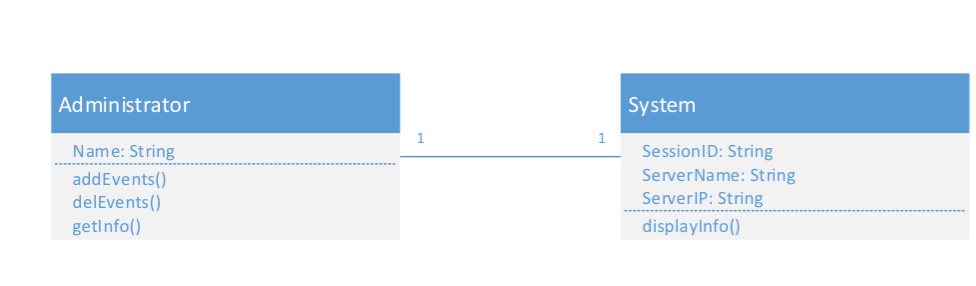 Administrator
Name: String
addEvents()
delEvents()
getInfo()
1
1
System
SessionID: String
ServerName: String
ServerIP: String
displayInfo()